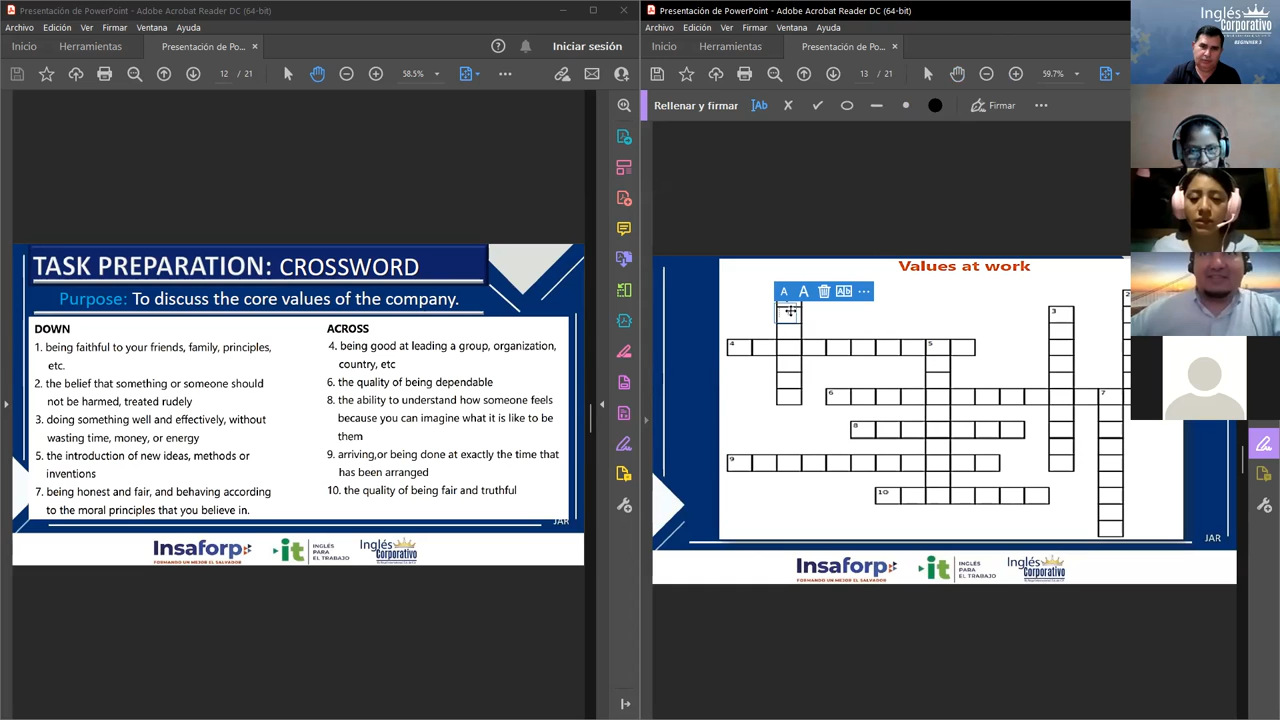 Presentación de PowerPoint - Adobe Acrobat Reader DC (64-bit)
Archivo Edición Ver Firmar Ventana Ayuda
Inicio Herramientas Presentación de Po... × Iniciar sesión
12 / 21 58.5%
TASK PREPARATION: CROSSWORD
Purpose: To discuss the core values of the company.
DOWN
1. being faithful to your friends, family, principles,
etc.
2. the belief that something or someone should
not be harmed, treated rudely
3. doing something well and effectively, without
wasting time, money, or energy
5. the introduction of new ideas, methods or
inventions
7. being honest and fair, and behaving according
to the moral principles that you believe in.
ACROSS
4. being good at leading a group, organization,
country, etc
6. the quality of being dependable
8. the ability to understand how someone feels
because you can imagine what it is like to be
them
9. arriving,or being done at exactly the time that
has been arranged
10. the quality of being fair and truthful
JAR
Insaforp
FORMANDO UN MEJOR EL SALVADOR
it INGLÉS
PARA
EL TRABAJO
Inglés
Corporativo
Presentación de PowerPoint - Adobe Acrobat Reader DC (64-bit)
Archivo Edición Ver Firmar Ventana Ayuda
Inicio Herramientas Presentación de Po... ×
13 / 21 59.7%
Rellenar y firmar Ab Firmar
Values at work
A A Ab
2
3
4 5
6 7
8
9
10
JAR
Insaforp
FORMANDO UN MEJOR EL SALVADOR
it INGLÉS
PARA
EL TRABAJO
Inglés
Corporativo
Inglés
Corporativo
BEGINNER 3